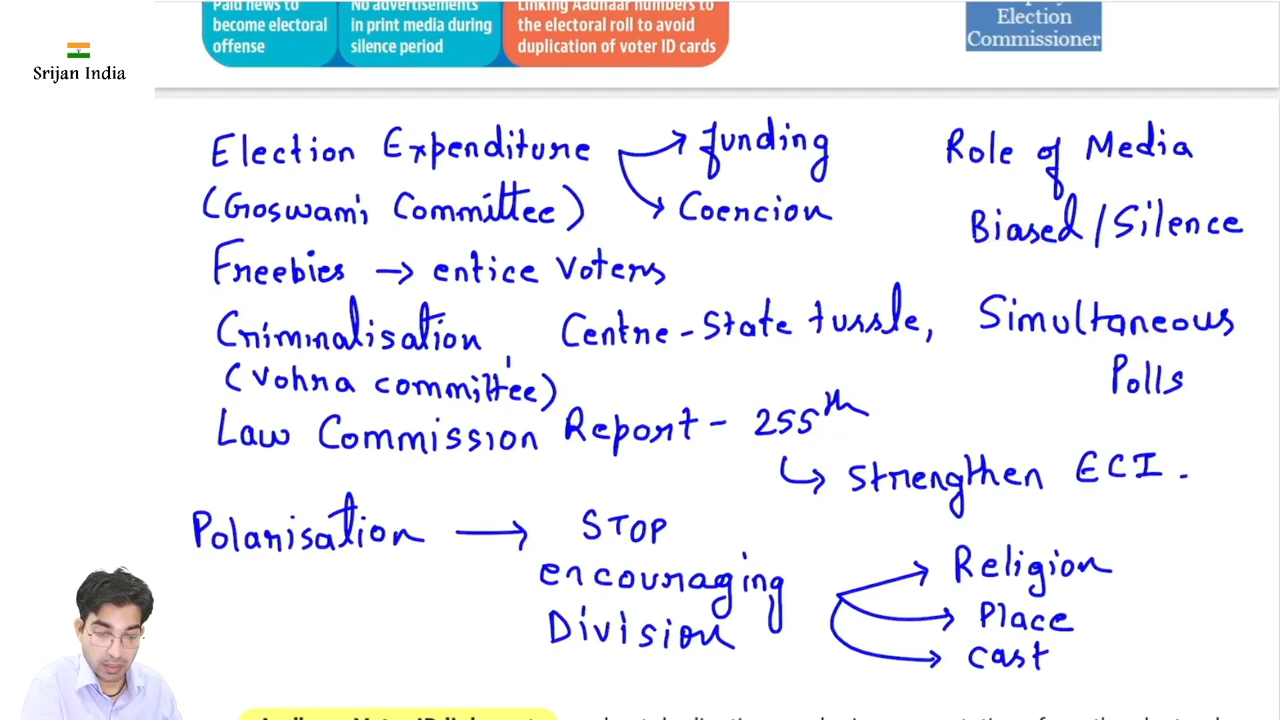 Paid news to
become electoral
offense
No advertisements
in print media during
silence period
Linking Aadhaar numbers to
the electoral roll to avoid
duplication of voter ID cards
Election
Commissioner
Srijan India
Election Expenditure → funding
(Goswami Committee) → Coercion
Role of Media
Biased / Silence
Freebies → entice Voters
Criminalisation
(Vohra committee)
Centre - State tussle, Simultaneous
Polls
Law Commission Report - 255th
↳ strengthen ECI.
Polarisation → STOP
encouraging
Division
→ Religion
→ Place
→ cast